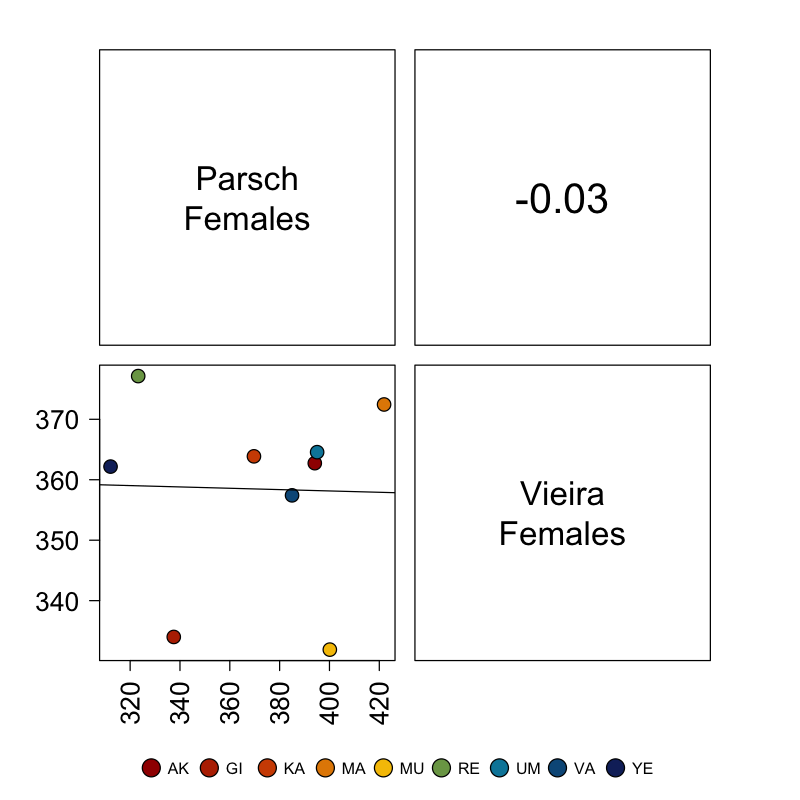 Parsch
Females
-0.03
370
360
350
340
Vieira
Females
320 340 360 380 400 420
AK GI KA MA MU RE UM VA YE